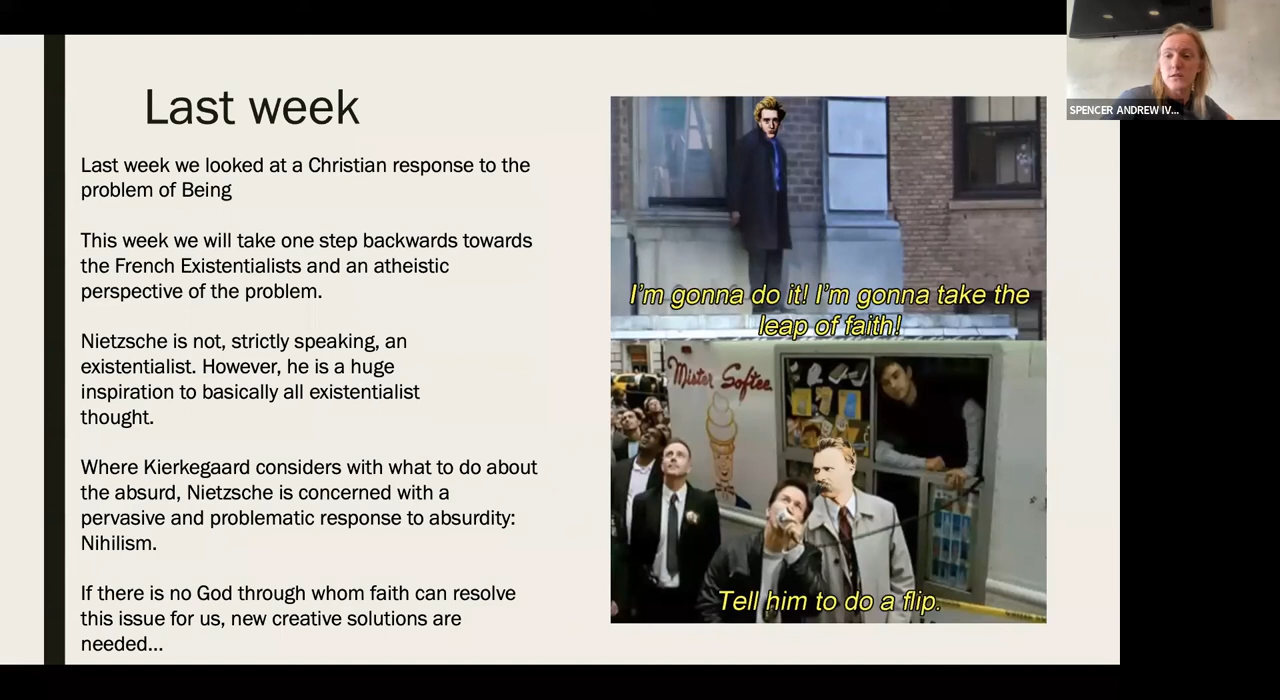 Last week
Last week we looked at a Christian response to the
problem of Being
This week we will take one step backwards towards
the French Existentialists and an atheistic
perspective of the problem.
Nietzsche is not, strictly speaking, an
existentialist. However, he is a huge
inspiration to basically all existentialist
thought.
Where Kierkegaard considers with what to do about
the absurd, Nietzsche is concerned with a
pervasive and problematic response to absurdity:
Nihilism.
If there is no God through whom faith can resolve
this issue for us, new creative solutions are
needed...
I'm gonna do it! I'm gonna take the
leap of faith!
Mister Softee
Tell him to do a flip.
SPENCER ANDREW IV...